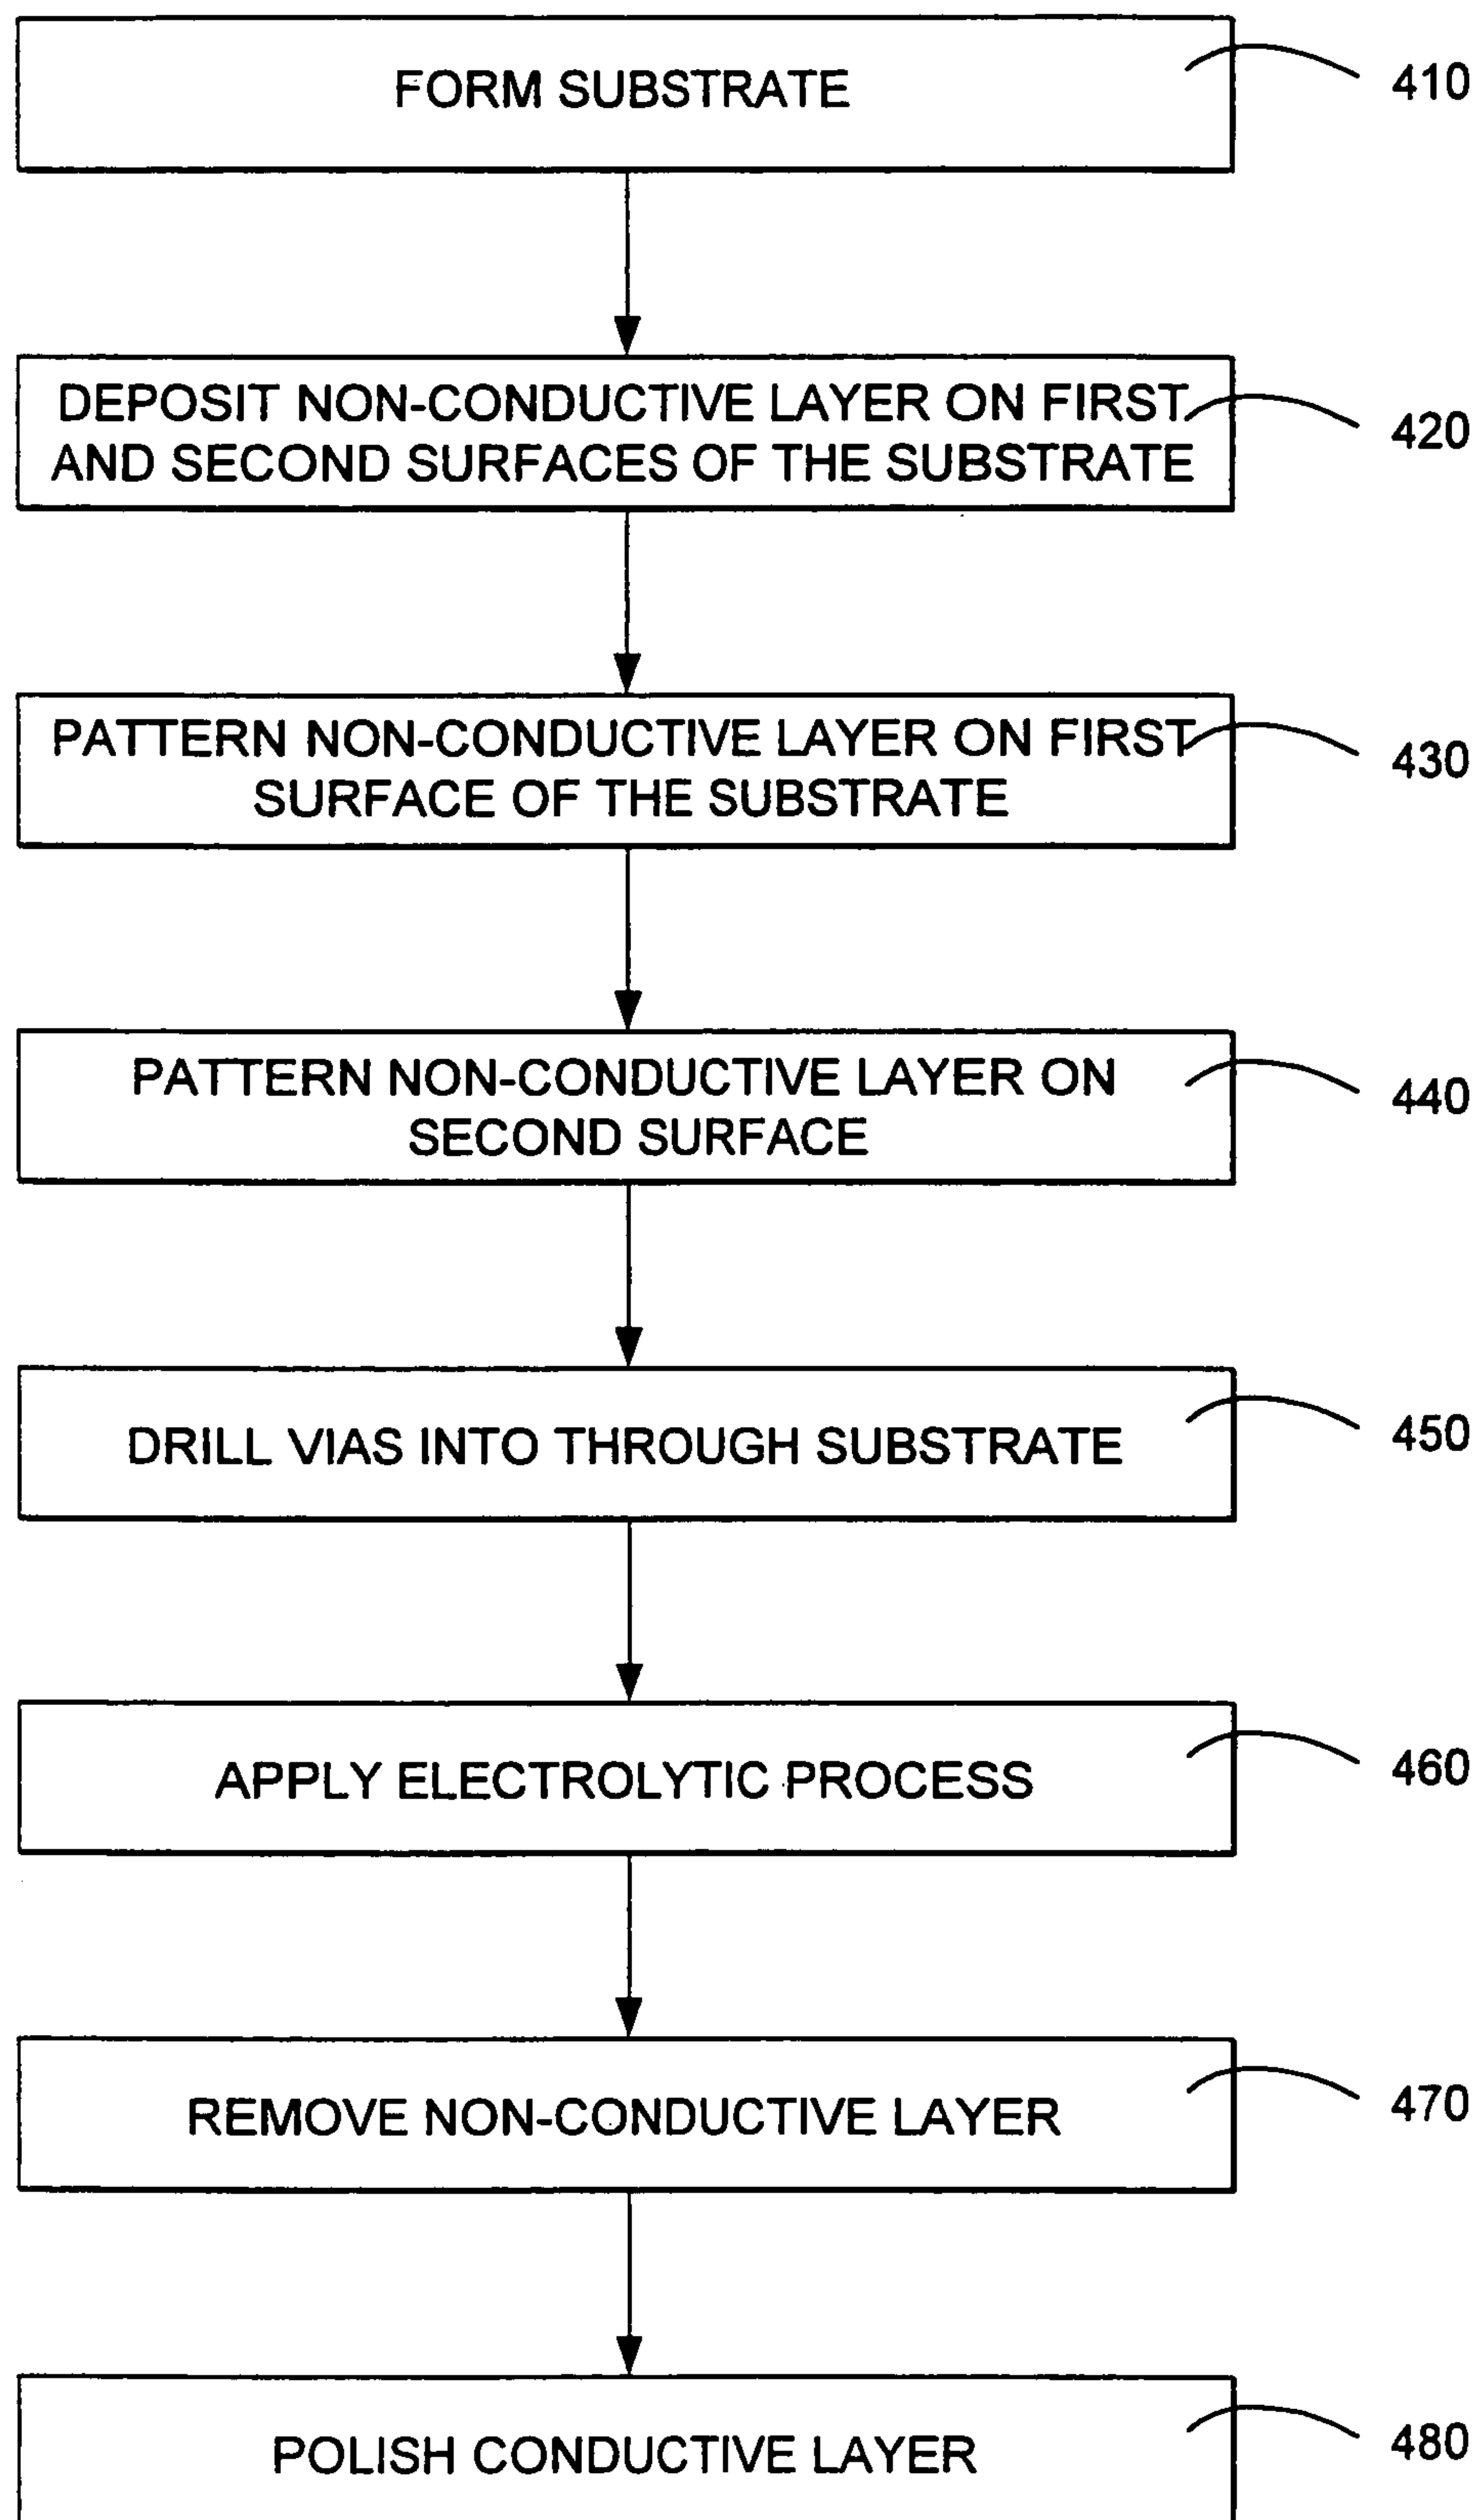 FORM SUBSTRATE
410
DEPOSIT NON-CONDUCTIVE LAYER ON FIRST
AND SECOND SURFACES OF THE SUBSTRATE
420
PATTERN NON-CONDUCTIVE LAYER ON FIRST
SURFACE OF THE SUBSTRATE
430
PATTERN NON-CONDUCTIVE LAYER ON
SECOND SURFACE
440
DRILL VIAS INTO THROUGH SUBSTRATE
450
APPLY ELECTROLYTIC PROCESS
460
REMOVE NON-CONDUCTIVE LAYER
470
POLISH CONDUCTIVE LAYER
480